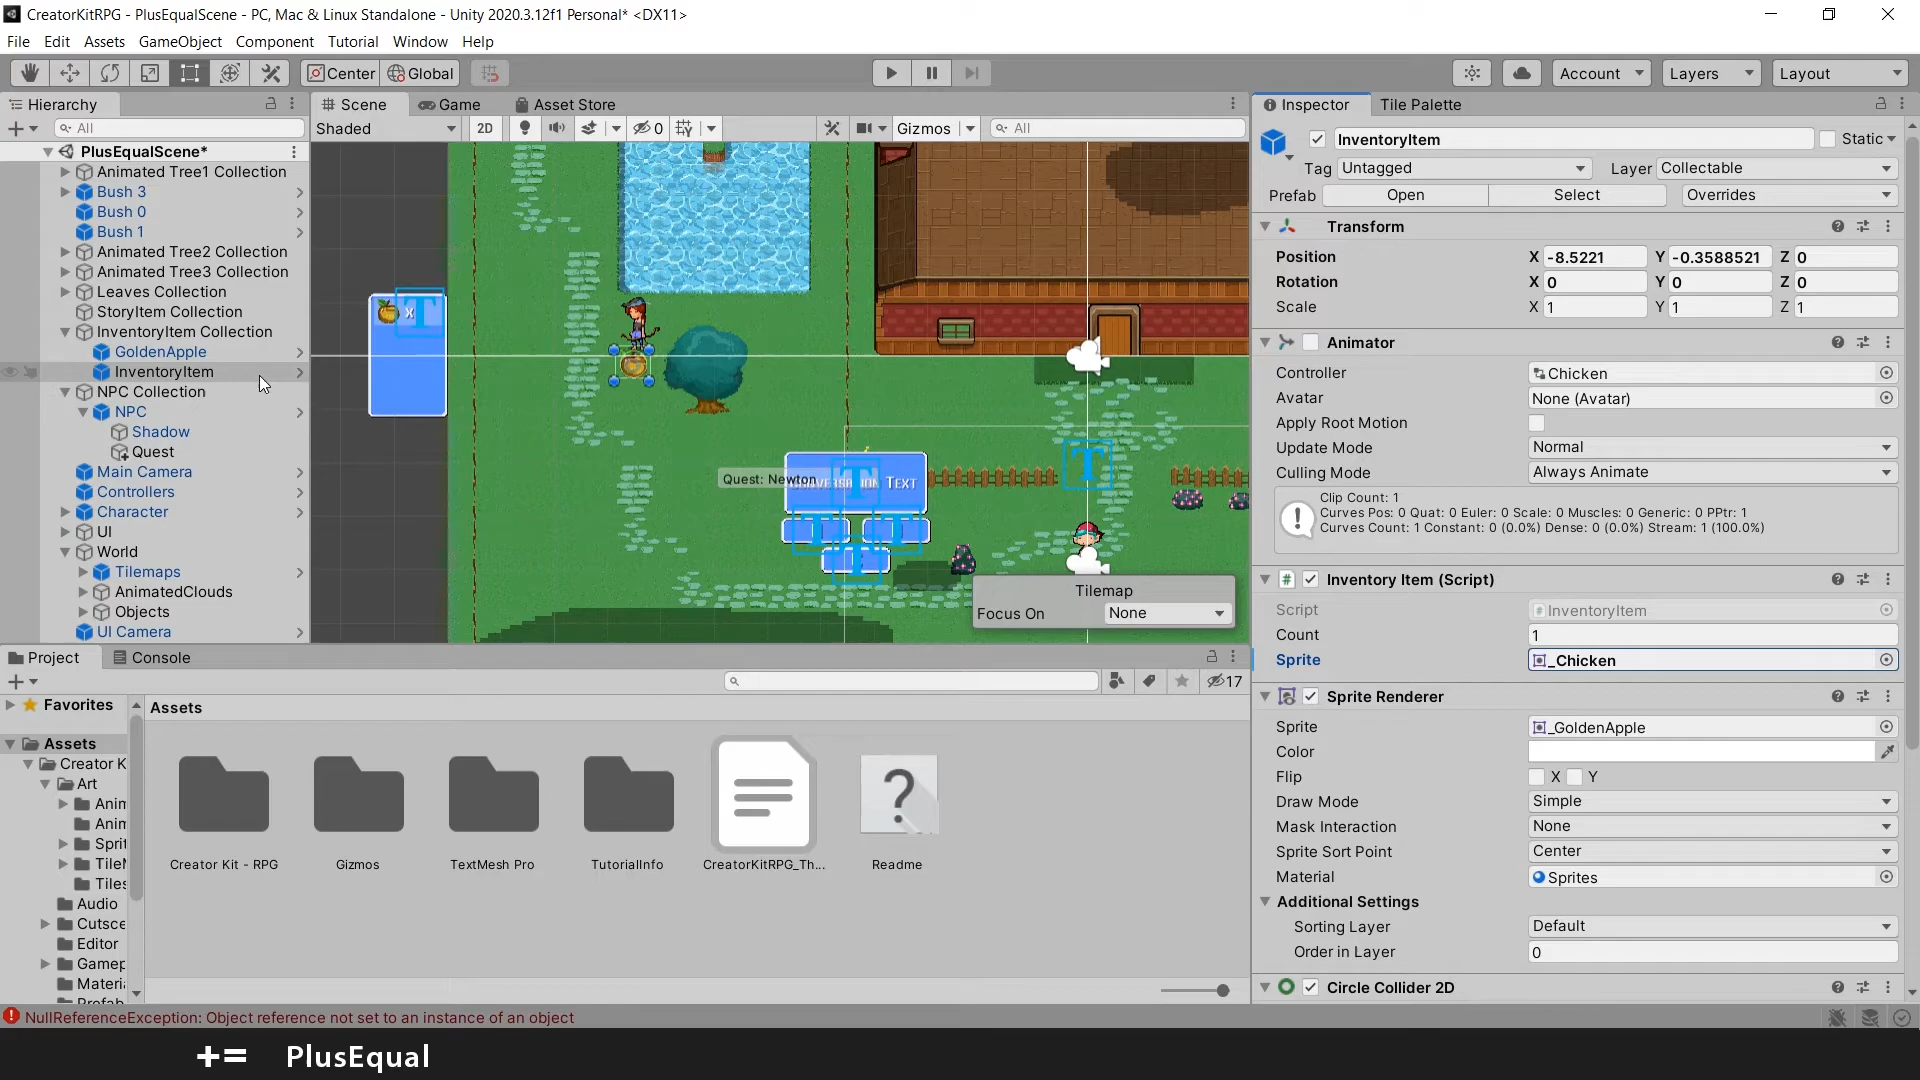 CreatorKitRPG - PlusEqualScene - PC, Mac & Linux Standalone - Unity 2020.3.12f1 Personal* <DX11>
File Edit Assets GameObject Component Tutorial Window Help
Center Global Account Layers Layout
Hierarchy
All
PlusEqualScene*
Animated Tree1 Collection
Bush 3
Bush 0
Bush 1
Animated Tree2 Collection
Animated Tree3 Collection
Leaves Collection
StoryItem Collection
InventoryItem Collection
GoldenApple
InventoryItem
NPC Collection
NPC
Shadow
Quest
Main Camera
Controllers
Character
UI
World
Tilemaps
AnimatedClouds
Objects
UI Camera
Scene Game Asset Store
Shaded 2D 0 Gizmos All
X
Quest: Newton
Text
Tilemap
Focus On None
Inspector Tile Palette
InventoryItem Static
Tag Untagged Layer Collectable
Prefab Open Select Overrides
Transform
Position X -8.5221 Y -0.3588521 Z 0
Rotation X 0 Y 0 Z 0
Scale X 1 Y 1 Z 1
Animator
Controller Chicken
Avatar None (Avatar)
Apply Root Motion
Update Mode Normal
Culling Mode Always Animate
Clip Count: 1
Curves Pos: 0 Quat: 0 Euler: 0 Scale: 0 Muscles: 0 Generic: 0 PPtr: 1
Curves Count: 1 Constant: 0 (0.0%) Dense: 0 (0.0%) Stream: 1 (100.0%)
Inventory Item (Script)
Script InventoryItem
Count 1
Sprite _Chicken
Sprite Renderer
Sprite _GoldenApple
Color
Flip X Y
Draw Mode Simple
Mask Interaction None
Sprite Sort Point Center
Material Sprites
Additional Settings
Sorting Layer Default
Order in Layer 0
Circle Collider 2D
Project Console
17
Favorites
Assets
Creator K
Art
Anim
Anim
Sprit
TileM
Tiles
Audio
Cutsce
Editor
Gamep
Materi
Prefab
Assets
Creator Kit - RPG Gizmos TextMesh Pro TutorialInfo CreatorKitRPG_Th... Readme
NullReferenceException: Object reference not set to an instance of an object
+= PlusEqual